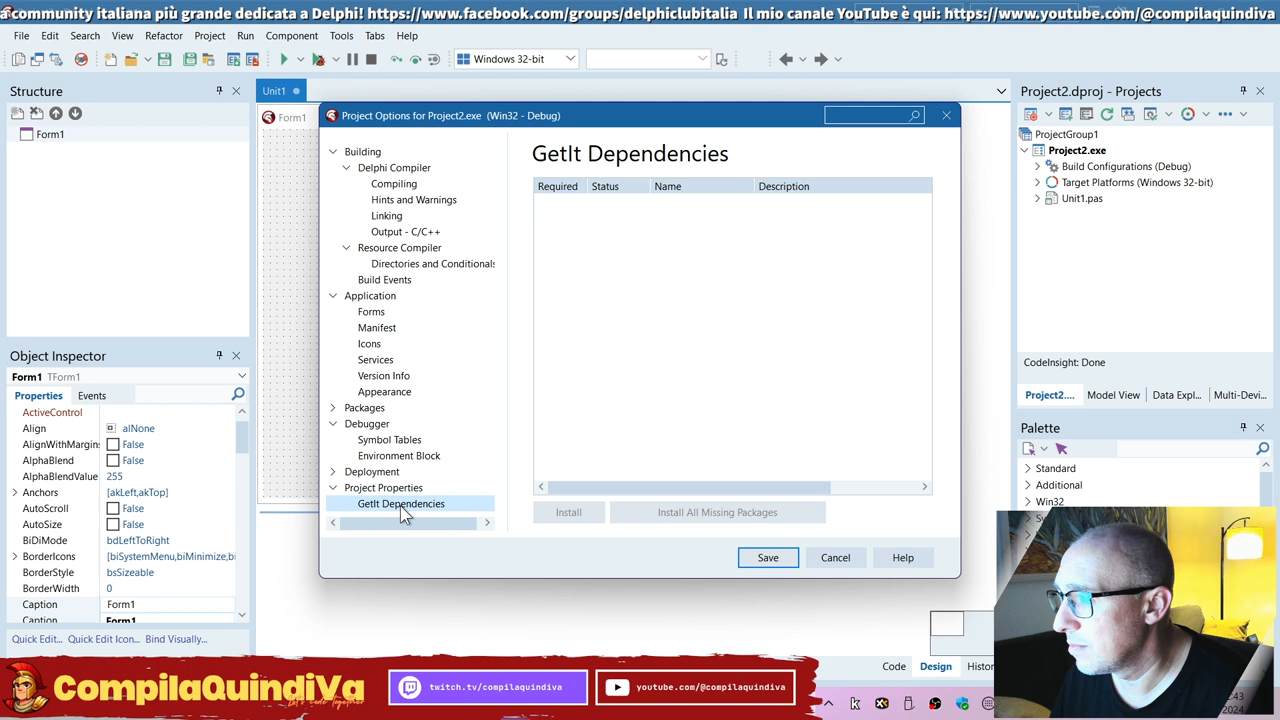 a community italiana più grande dedicata a Delphi! https://www.facebook.com/groups/delphiclubitalia Il mio canale YouTube è qui: https://www.youtube.com/@compilaquindiva
File Edit Search View Refactor Project Run Component Tools Tabs Help
Windows 32-bit
Structure
Form1
Unit1
Form1
Project Options for Project2.exe (Win32 - Debug)
Building
Delphi Compiler
Compiling
Hints and Warnings
Linking
Output - C/C++
Resource Compiler
Directories and Conditionals
Build Events
Application
Forms
Manifest
Icons
Services
Version Info
Appearance
Packages
Debugger
Symbol Tables
Environment Block
Deployment
Project Properties
GetIt Dependencies
GetIt Dependencies
Required Status Name Description
Install Install All Missing Packages
Save Cancel Help
Project2.dproj - Projects
ProjectGroup1
Project2.exe
Build Configurations (Debug)
Target Platforms (Windows 32-bit)
Unit1.pas
CodeInsight: Done
Project2.... Model View Data Expl... Multi-Devi...
Palette
Standard
Additional
Win32
Object Inspector
Form1 TForm1
Properties Events
ActiveControl
Align alNone
AlignWithMargins False
AlphaBlend False
AlphaBlendValue 255
Anchors [akLeft,akTop]
AutoScroll False
AutoSize False
BiDiMode bdLeftToRight
BorderIcons [biSystemMenu,biMinimize,bi
BorderStyle bsSizeable
BorderWidth 0
Caption Form1
Quick Edit... Quick Edit Icon... Bind Visually...
Code Design Histor
CompilaQuindiVa
Let's code Together
twitch.tv/compilaquindiva
youtube.com/@compilaquindiva